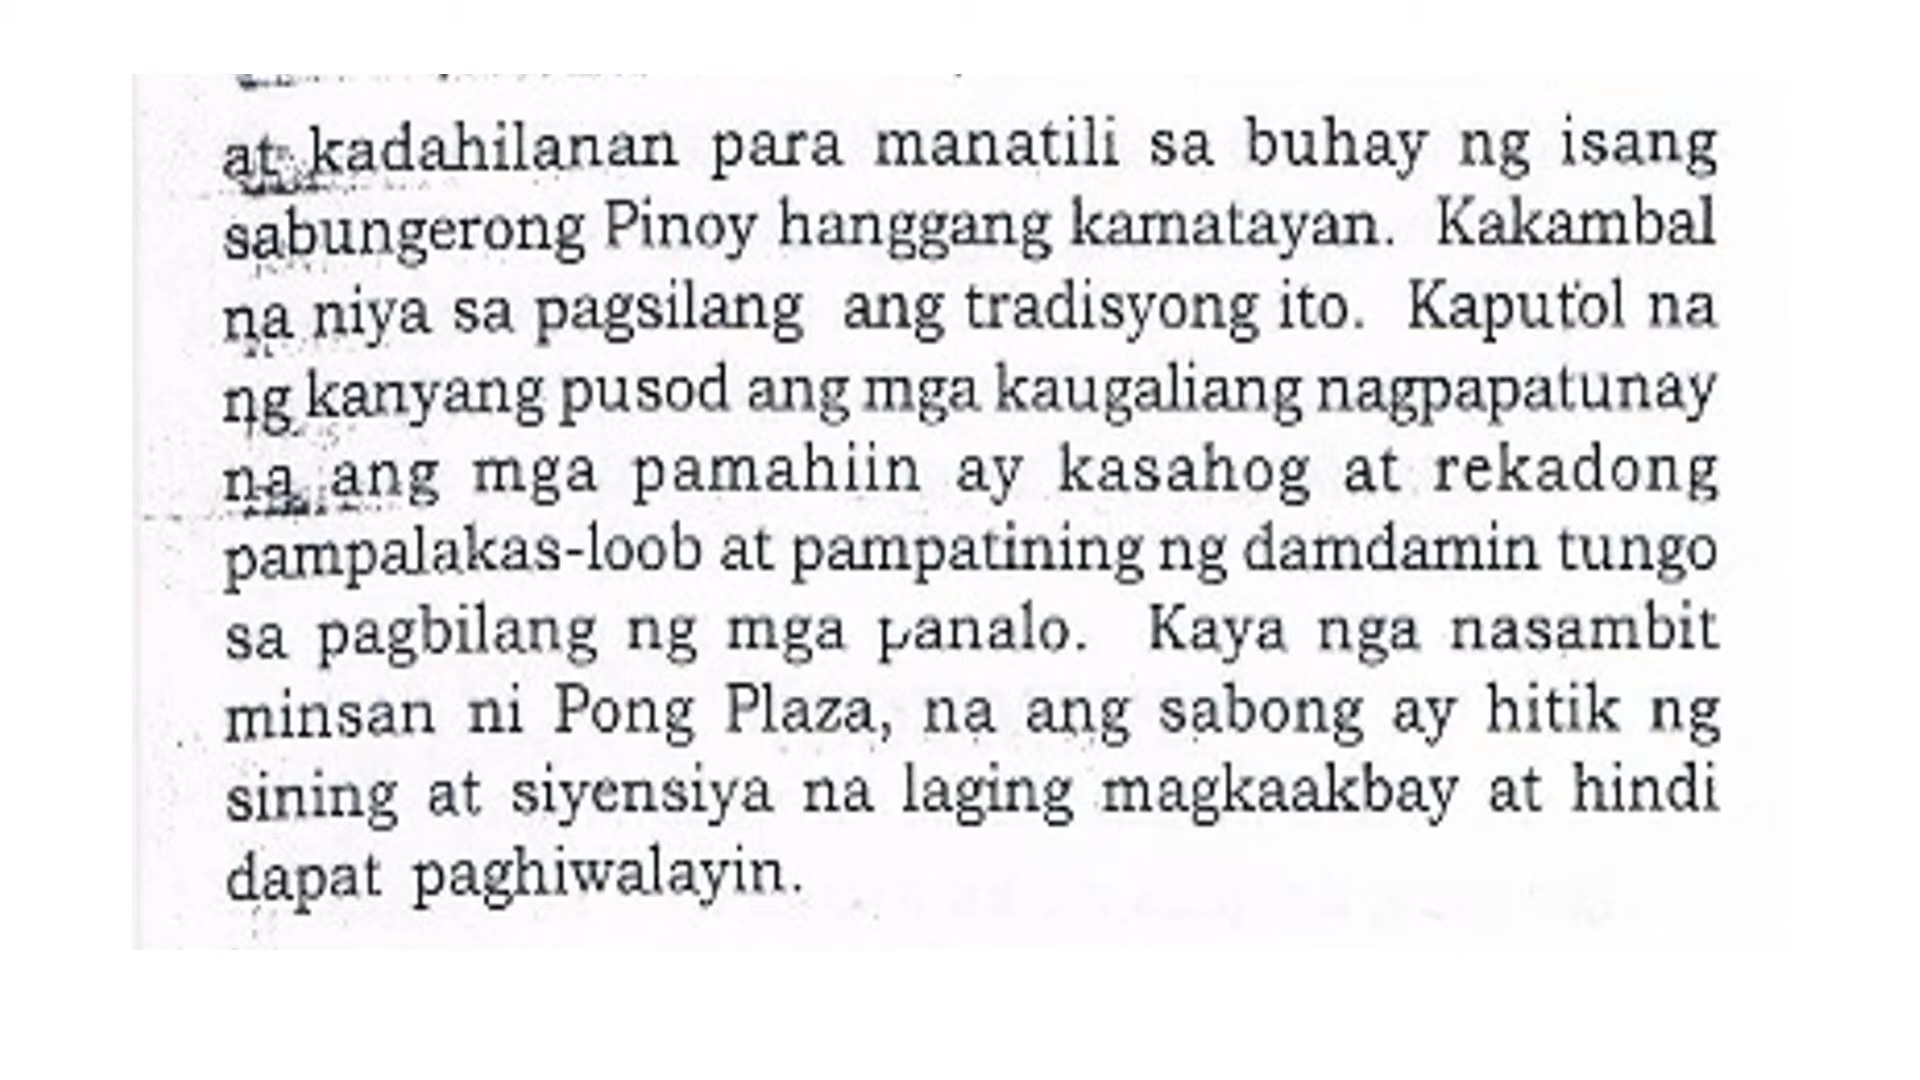 at kadahilanan para manatili sa buhay ng isang
sabungerong Pinoy hanggang kamatayan. Kakambal
na niya sa pagsilang ang tradisyong ito. Kaputol na
ng kanyang pusod ang mga kaugaliang nagpapatunay
na ang mga pamahiin ay kasahog at rekadong
pampalakas-loob at pampatining ng damdamin tungo
sa pagbilang ng mga panalo. Kaya nga nasambit
minsan ni Pong Plaza, na ang sabong ay hitik ng
sining at siyensiya na laging magkaakbay at hindi
dapat paghiwalayin.